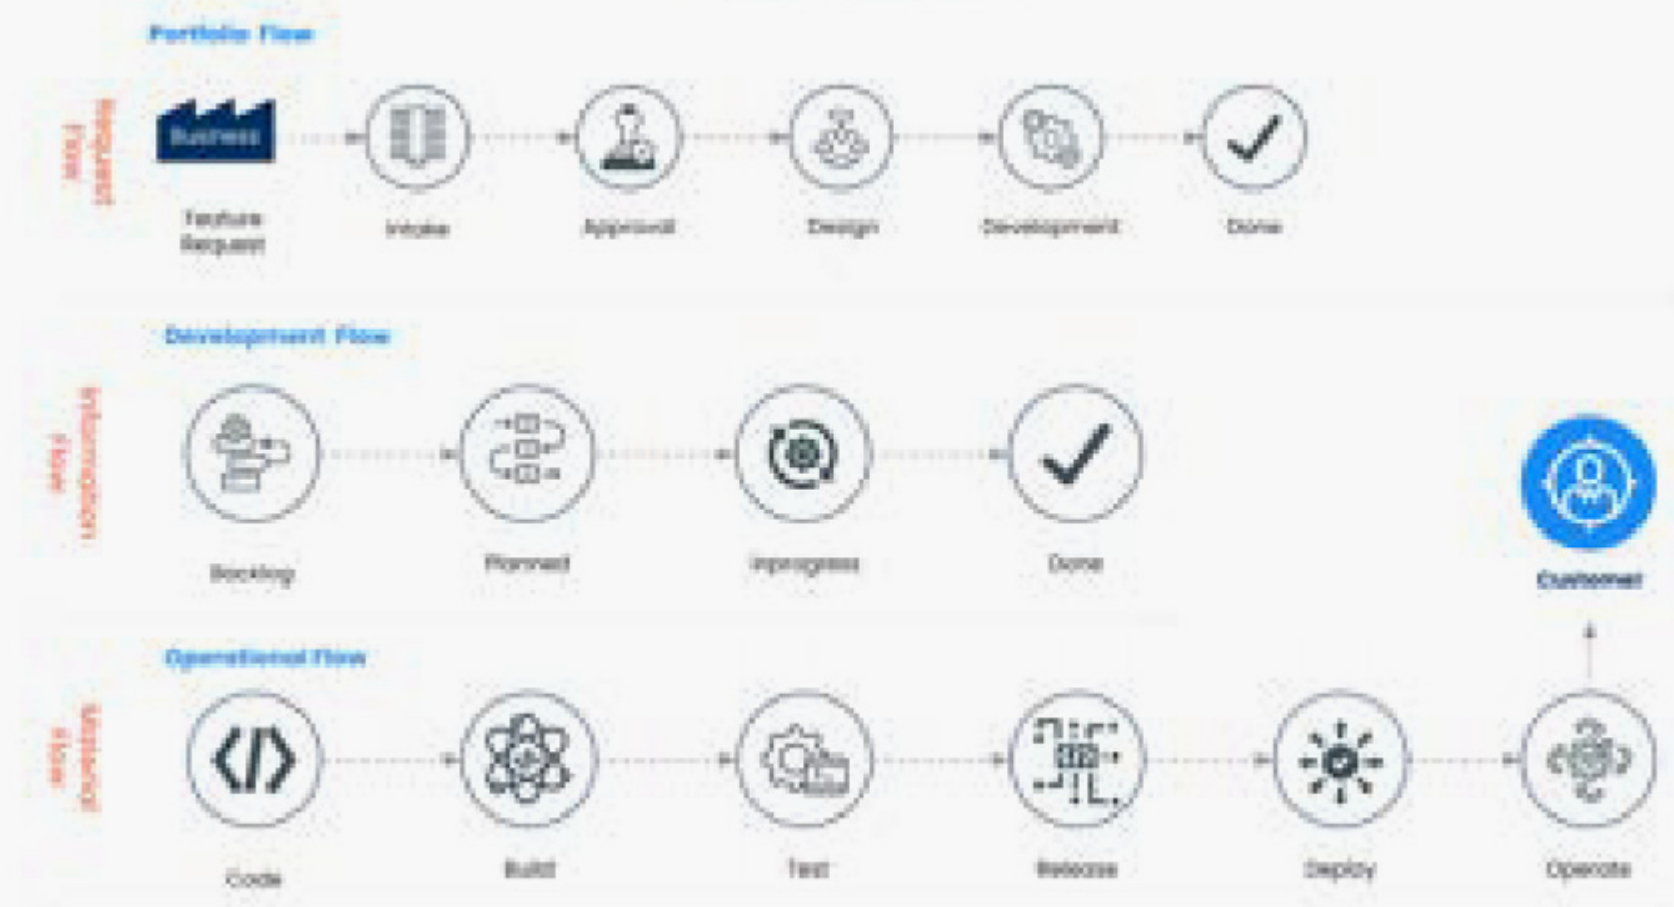 Portfolio Flow
Request
Flow
Business
Feature
Request
Intake
Approval
Design
Development
Done
Development Flow
Information
Flow
Backlog
Planned
Inprogress
Done
Customer
Operational Flow
Material
Flow
Code
Build
Test
Release
Deploy
Operate